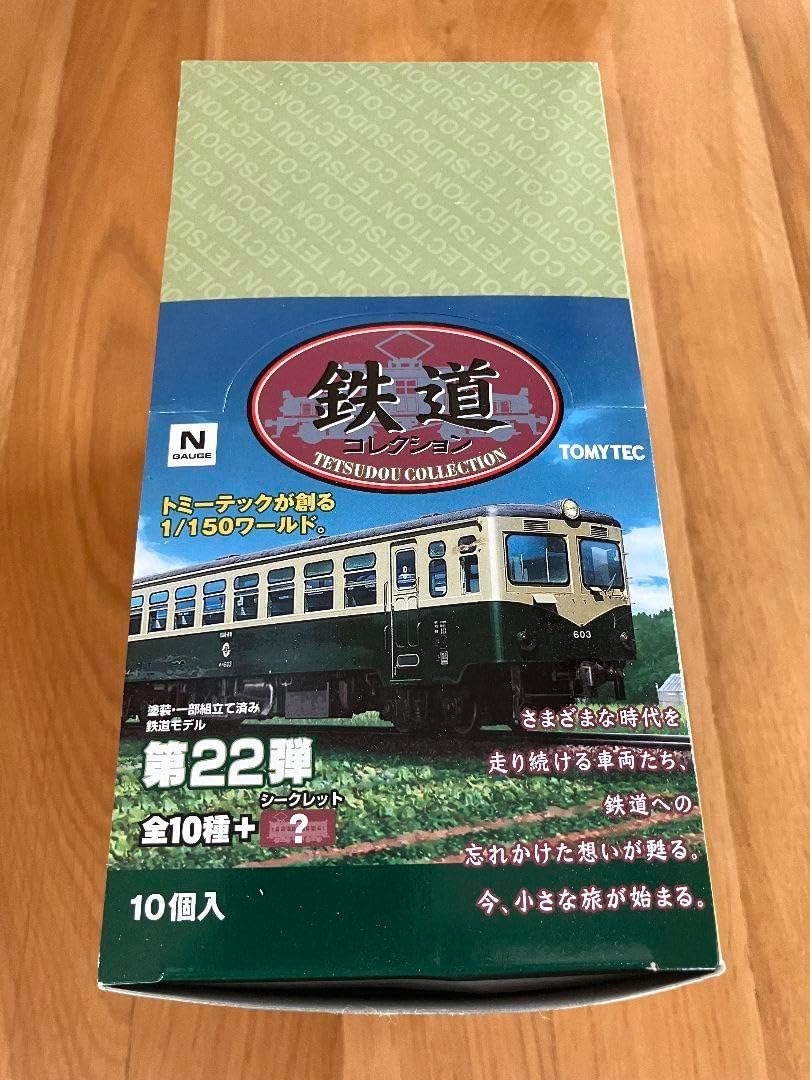 TETSUDOU COLLECTION TETSUDOU COLLECTION
鉄道
コレクション
TETSUDOU COLLECTION
N
GAUGE
TOMYTEC
トミーテックが創る
1/150ワールド。
603
603
塗装・一部組立て済み
鉄道モデル
第22弾
シークレット
全10種+?
さまざまな時代を
走り続ける車両たち、
鉄道への
忘れかけた想いが甦る。
今、小さな旅が始まる。
10個入